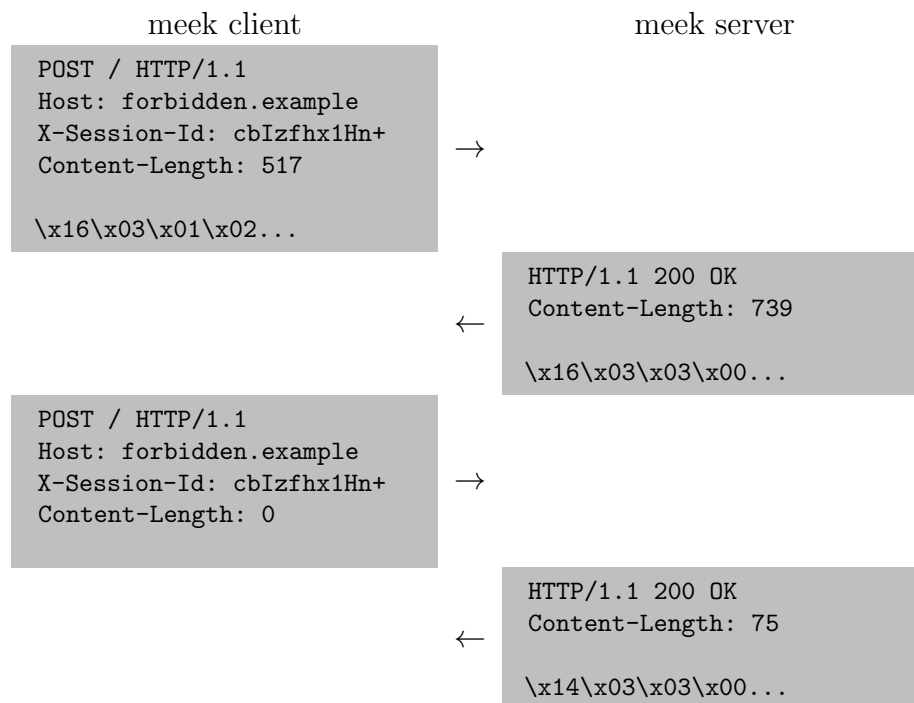 meek client meek server
POST / HTTP/1.1
Host: forbidden.example
X-Session-Id: cbIzfhx1Hn+
Content-Length: 517
\x16\x03\x01\x02...
→
HTTP/1.1 200 OK
Content-Length: 739
\x16\x03\x03\x00...
←
POST / HTTP/1.1
Host: forbidden.example
X-Session-Id: cbIzfhx1Hn+
Content-Length: 0
→
HTTP/1.1 200 OK
Content-Length: 75
\x14\x03\x03\x00...
←